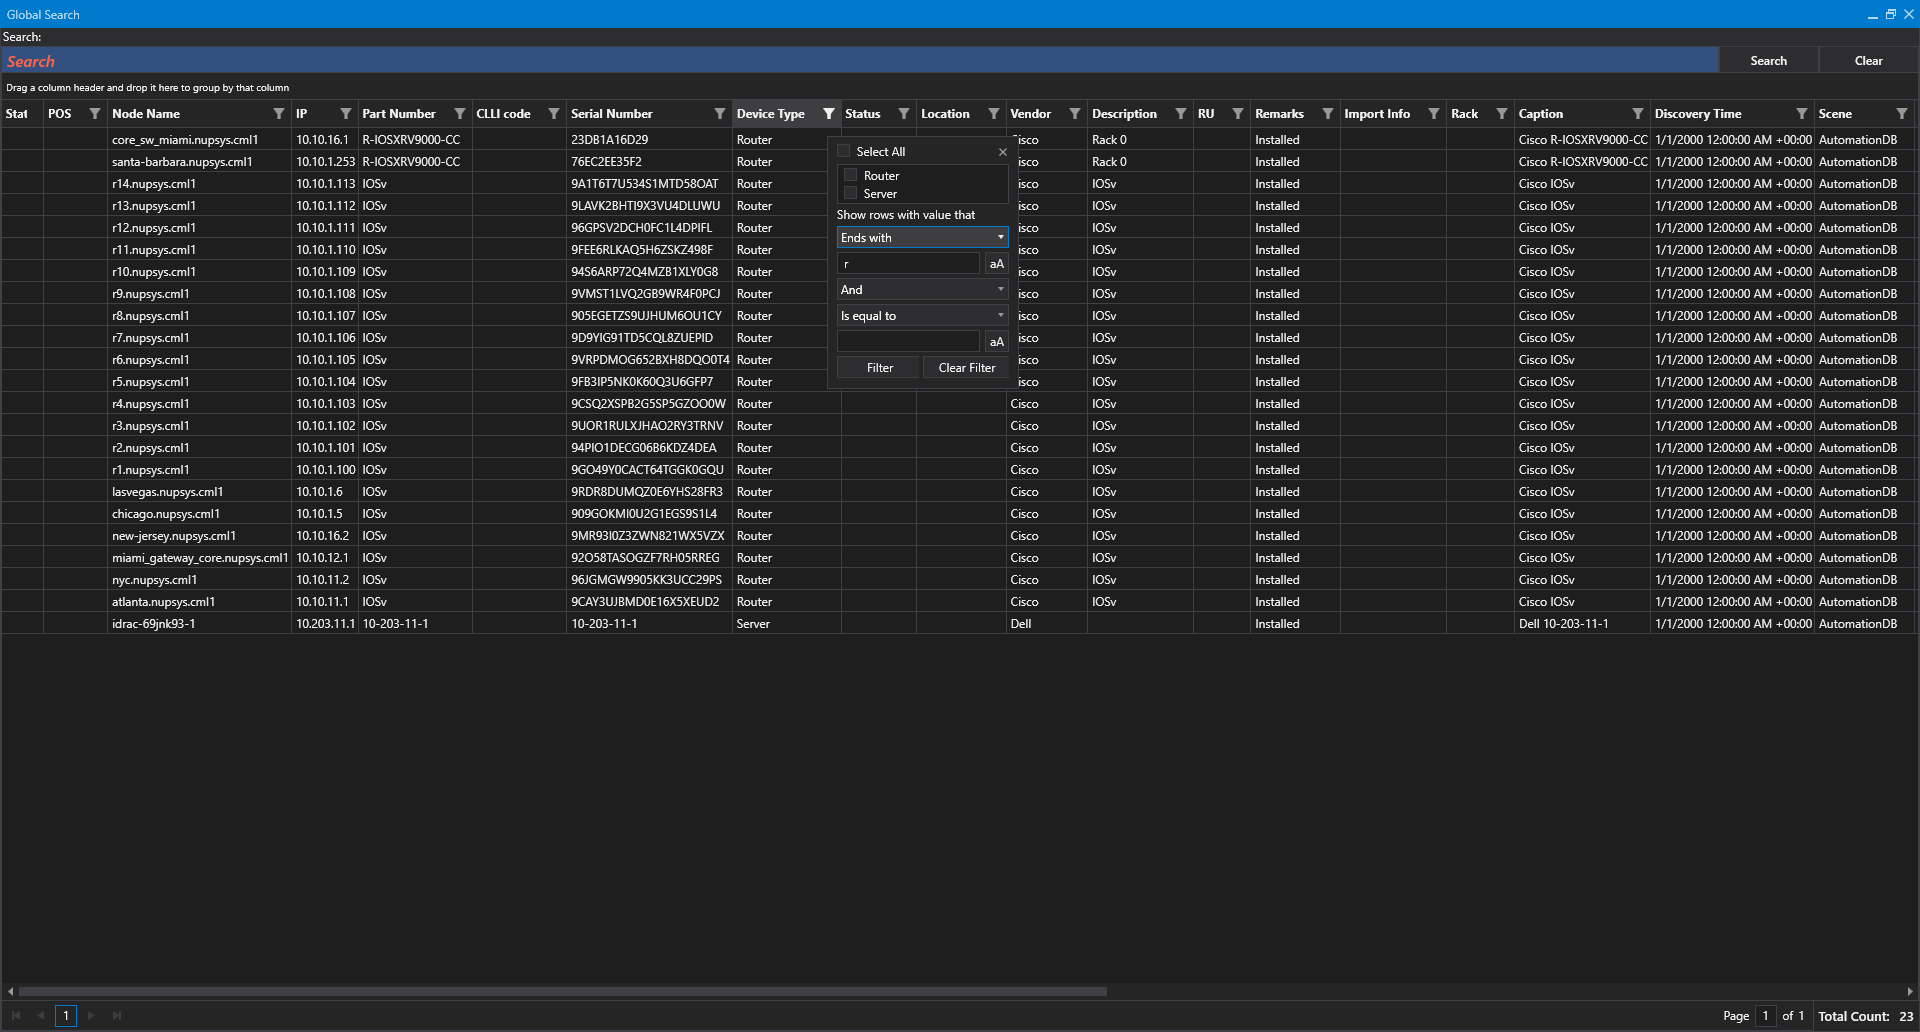 Global Search
Search:
Search Search Clear
Drag a column header and drop it here to group by that column
Stat POS Node Name IP Part Number CLLI code Serial Number Device Type Status Location Vendor Description RU Remarks Import Info Rack Caption Discovery Time Scene
core_sw_miami.nupsys.cml1 10.10.16.1 R-IOSXRV9000-CC 23DB1A16D29 Router isco Rack 0 Installed Cisco R-IOSXRV9000-CC 1/1/2000 12:00:00 AM +00:00 AutomationDB
santa-barbara.nupsys.cml1 10.10.1.253 R-IOSXRV9000-CC 76EC2EE35F2 Router isco Rack 0 Installed Cisco R-IOSXRV9000-CC 1/1/2000 12:00:00 AM +00:00 AutomationDB
r14.nupsys.cml1 10.10.1.113 IOSv 9A1T6T7U534S1MTD58OAT Router isco IOSv Installed Cisco IOSv 1/1/2000 12:00:00 AM +00:00 AutomationDB
r13.nupsys.cml1 10.10.1.112 IOSv 9LAVK2BHTI9X3VU4DLUWU Router isco IOSv Installed Cisco IOSv 1/1/2000 12:00:00 AM +00:00 AutomationDB
r12.nupsys.cml1 10.10.1.111 IOSv 96GPSV2DCH0FC1L4DPIFL Router isco IOSv Installed Cisco IOSv 1/1/2000 12:00:00 AM +00:00 AutomationDB
r11.nupsys.cml1 10.10.1.110 IOSv 9FEE6RLKAQ5H6ZSKZ498F Router isco IOSv Installed Cisco IOSv 1/1/2000 12:00:00 AM +00:00 AutomationDB
r10.nupsys.cml1 10.10.1.109 IOSv 94S6ARP72Q4MZB1XLY0G8 Router isco IOSv Installed Cisco IOSv 1/1/2000 12:00:00 AM +00:00 AutomationDB
r9.nupsys.cml1 10.10.1.108 IOSv 9VMST1LVQ2GB9WR4F0PCJ Router isco IOSv Installed Cisco IOSv 1/1/2000 12:00:00 AM +00:00 AutomationDB
r8.nupsys.cml1 10.10.1.107 IOSv 905EGETZS9UJHUM6OU1CY Router isco IOSv Installed Cisco IOSv 1/1/2000 12:00:00 AM +00:00 AutomationDB
r7.nupsys.cml1 10.10.1.106 IOSv 9D9YIG91TD5CQL8ZUEPID Router isco IOSv Installed Cisco IOSv 1/1/2000 12:00:00 AM +00:00 AutomationDB
r6.nupsys.cml1 10.10.1.105 IOSv 9VRPDMOG652BXH8DQO0T4 Router isco IOSv Installed Cisco IOSv 1/1/2000 12:00:00 AM +00:00 AutomationDB
r5.nupsys.cml1 10.10.1.104 IOSv 9FB3IP5NK0K60Q3U6GFP7 Router isco IOSv Installed Cisco IOSv 1/1/2000 12:00:00 AM +00:00 AutomationDB
r4.nupsys.cml1 10.10.1.103 IOSv 9CSQ2XSPB2G5SP5GZOO0W Router Cisco IOSv Installed Cisco IOSv 1/1/2000 12:00:00 AM +00:00 AutomationDB
r3.nupsys.cml1 10.10.1.102 IOSv 9UOR1RULXJHAO2RY3TRNV Router Cisco IOSv Installed Cisco IOSv 1/1/2000 12:00:00 AM +00:00 AutomationDB
r2.nupsys.cml1 10.10.1.101 IOSv 94PIO1DECG06B6KDZ4DEA Router Cisco IOSv Installed Cisco IOSv 1/1/2000 12:00:00 AM +00:00 AutomationDB
r1.nupsys.cml1 10.10.1.100 IOSv 9GO49Y0CACT64TGGK0GQU Router Cisco IOSv Installed Cisco IOSv 1/1/2000 12:00:00 AM +00:00 AutomationDB
lasvegas.nupsys.cml1 10.10.1.6 IOSv 9RDR8DUMQZ0E6YHS28FR3 Router Cisco IOSv Installed Cisco IOSv 1/1/2000 12:00:00 AM +00:00 AutomationDB
chicago.nupsys.cml1 10.10.1.5 IOSv 909GOKMI0U2G1EGS9S1L4 Router Cisco IOSv Installed Cisco IOSv 1/1/2000 12:00:00 AM +00:00 AutomationDB
new-jersey.nupsys.cml1 10.10.16.2 IOSv 9MR93I0Z3ZWN821WX5VZX Router Cisco IOSv Installed Cisco IOSv 1/1/2000 12:00:00 AM +00:00 AutomationDB
miami_gateway_core.nupsys.cml1 10.10.12.1 IOSv 92O58TASOGZF7RH05RREG Router Cisco IOSv Installed Cisco IOSv 1/1/2000 12:00:00 AM +00:00 AutomationDB
nyc.nupsys.cml1 10.10.11.2 IOSv 96JGMGW9905KK3UCC29PS Router Cisco IOSv Installed Cisco IOSv 1/1/2000 12:00:00 AM +00:00 AutomationDB
atlanta.nupsys.cml1 10.10.11.1 IOSv 9CAY3UJBMD0E16X5XEUD2 Router Cisco IOSv Installed Cisco IOSv 1/1/2000 12:00:00 AM +00:00 AutomationDB
idrac-69jnk93-1 10.203.11.1 10-203-11-1 10-203-11-1 Server Dell Installed Dell 10-203-11-1 1/1/2000 12:00:00 AM +00:00 AutomationDB
Select All
Router
Server
Show rows with value that
Ends with
r aA
And
Is equal to
aA
Filter Clear Filter
1 Page 1 of 1 Total Count: 23